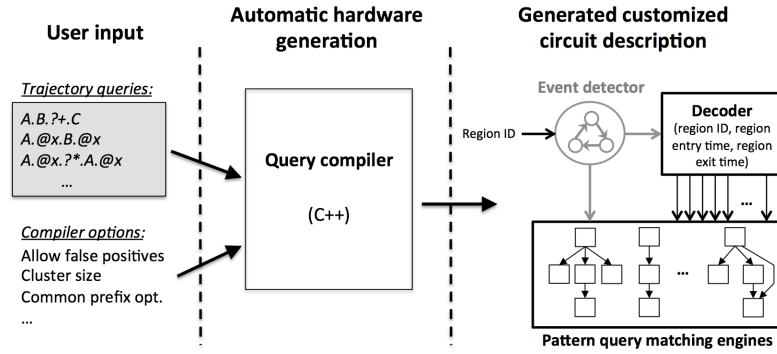 User input
Automatic hardware
generation
Generated customized
circuit description
Trajectory queries:
A.B.?+.C
A.@x.B.@x
A.@x.?*.A.@x
...
Compiler options:
Allow false positives
Cluster size
Common prefix opt.
...
Query compiler
(C++)
Event detector
Region ID
Decoder
(region ID, region
entry time, region
exit time)
...
...
Pattern query matching engines